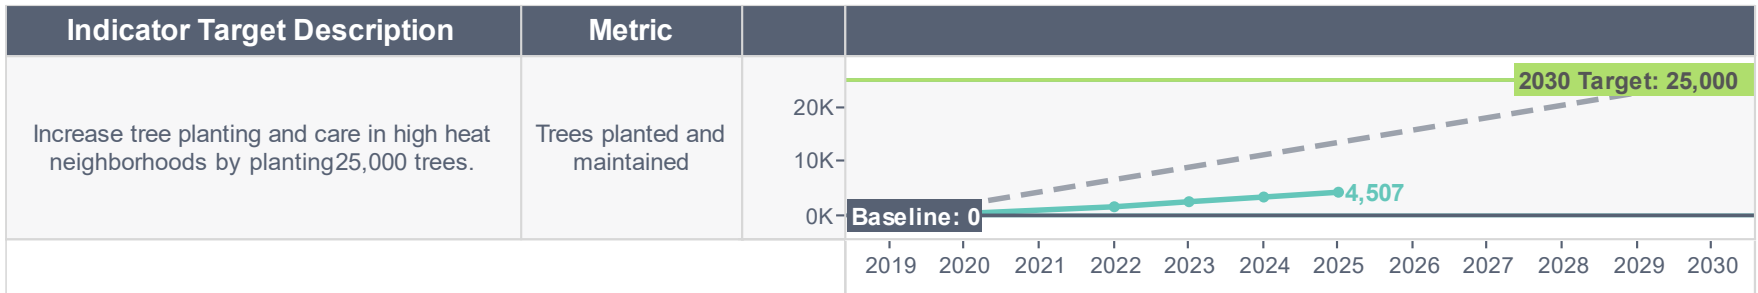 Indicator Target Description
Metric
Increase tree planting and care in high heat
neighborhoods by planting25,000 trees.
Trees planted and
maintained
20K
10K
0K
2030 Target: 25,000
4,507
Baseline: 0
2019 2020 2021 2022 2023 2024 2025 2026 2027 2028 2029 2030